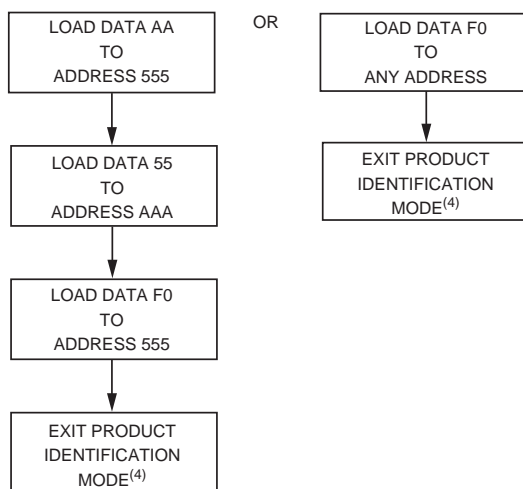 LOAD DATA AA
TO
ADDRESS 555
LOAD DATA 55
TO
ADDRESS AAA
LOAD DATA F0
TO
ADDRESS 555
EXIT PRODUCT
IDENTIFICATION
MODE(4)
OR
LOAD DATA F0
TO
ANY ADDRESS
EXIT PRODUCT
IDENTIFICATION
MODE(4)